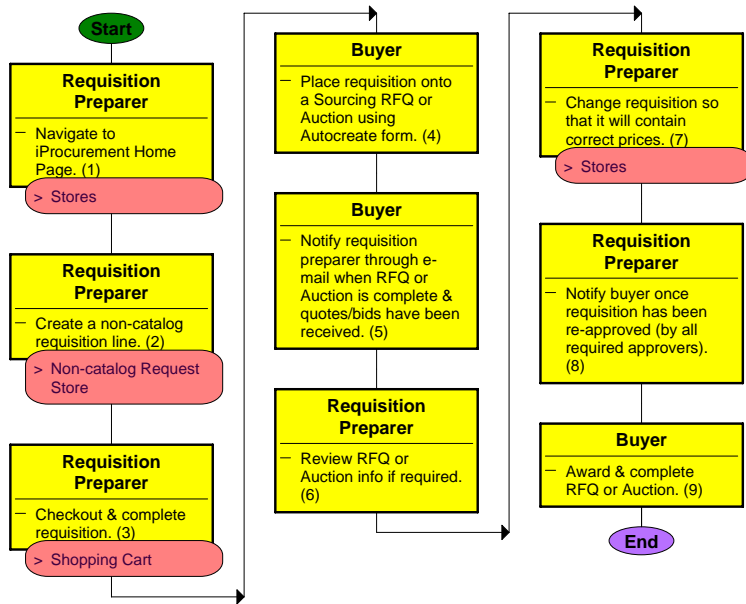 Start
Requisition
Preparer
— Navigate to
iProcurement Home
Page. (1)
> Stores
Requisition
Preparer
— Create a non-catalog
requisition line. (2)
> Non-catalog Request
Store
Requisition
Preparer
— Checkout & complete
requisition. (3)
> Shopping Cart
Buyer
— Place requisition onto
a Sourcing RFQ or
Auction using
Autocreate form. (4)
Buyer
— Notify requisition
preparer through e-
mail when RFQ or
Auction is complete &
quotes/bids have been
received. (5)
Requisition
Preparer
— Review RFQ or
Auction info if required.
(6)
Requisition
Preparer
— Change requisition so
that it will contain
correct prices. (7)
> Stores
Requisition
Preparer
— Notify buyer once
requisition has been
re-approved (by all
required approvers).
(8)
Buyer
— Award & complete
RFQ or Auction. (9)
End